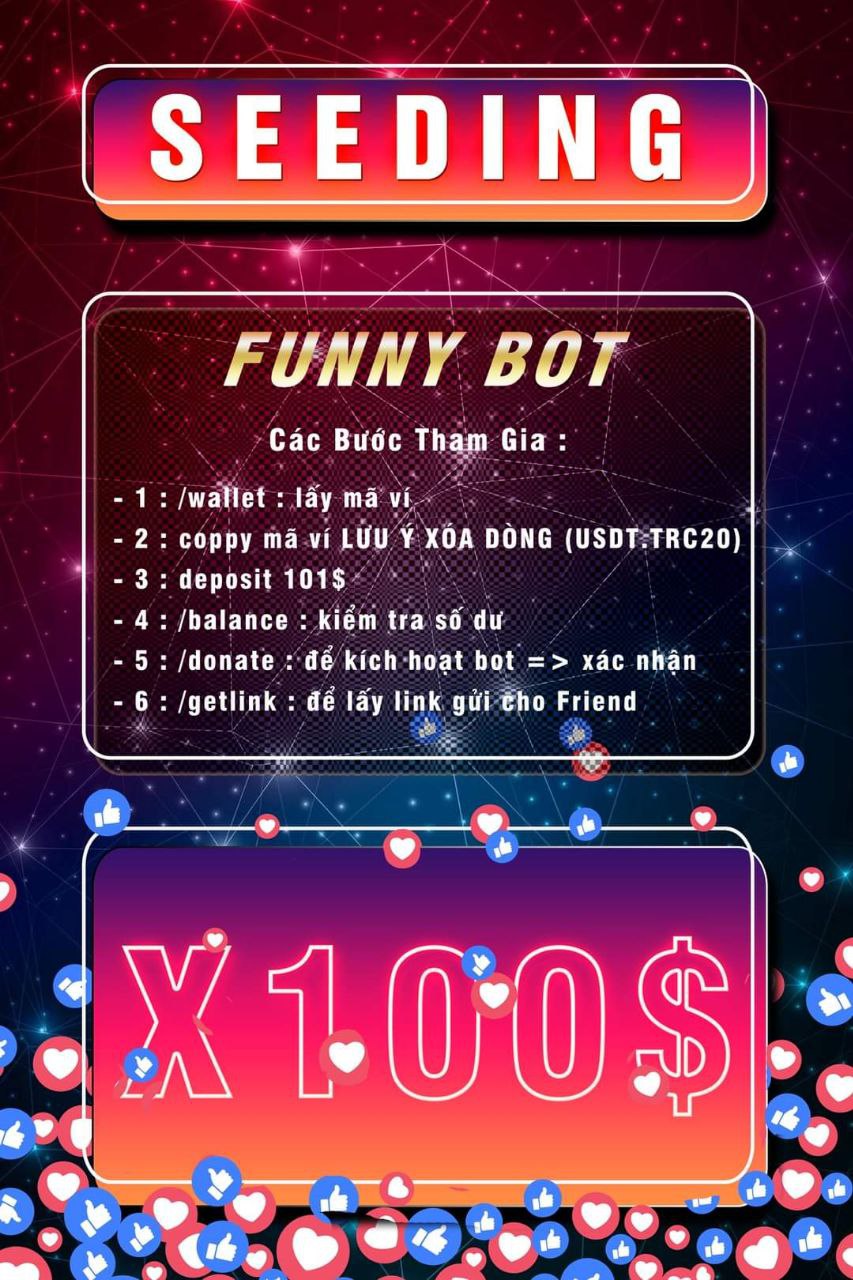 SEEDING
FUNNY BOT
Các Bước Tham Gia :
- 1 : /wallet : lấy mã ví
- 2 : coppy mã ví LƯU Ý XÓA DÒNG (USDT.TRC20)
- 3 : deposit 101$
- 4 : /balance : kiểm tra số dư
- 5 : /donate : để kích hoạt bot => xác nhận
- 6 : /getlink : để lấy link gửi cho Friend
X100$